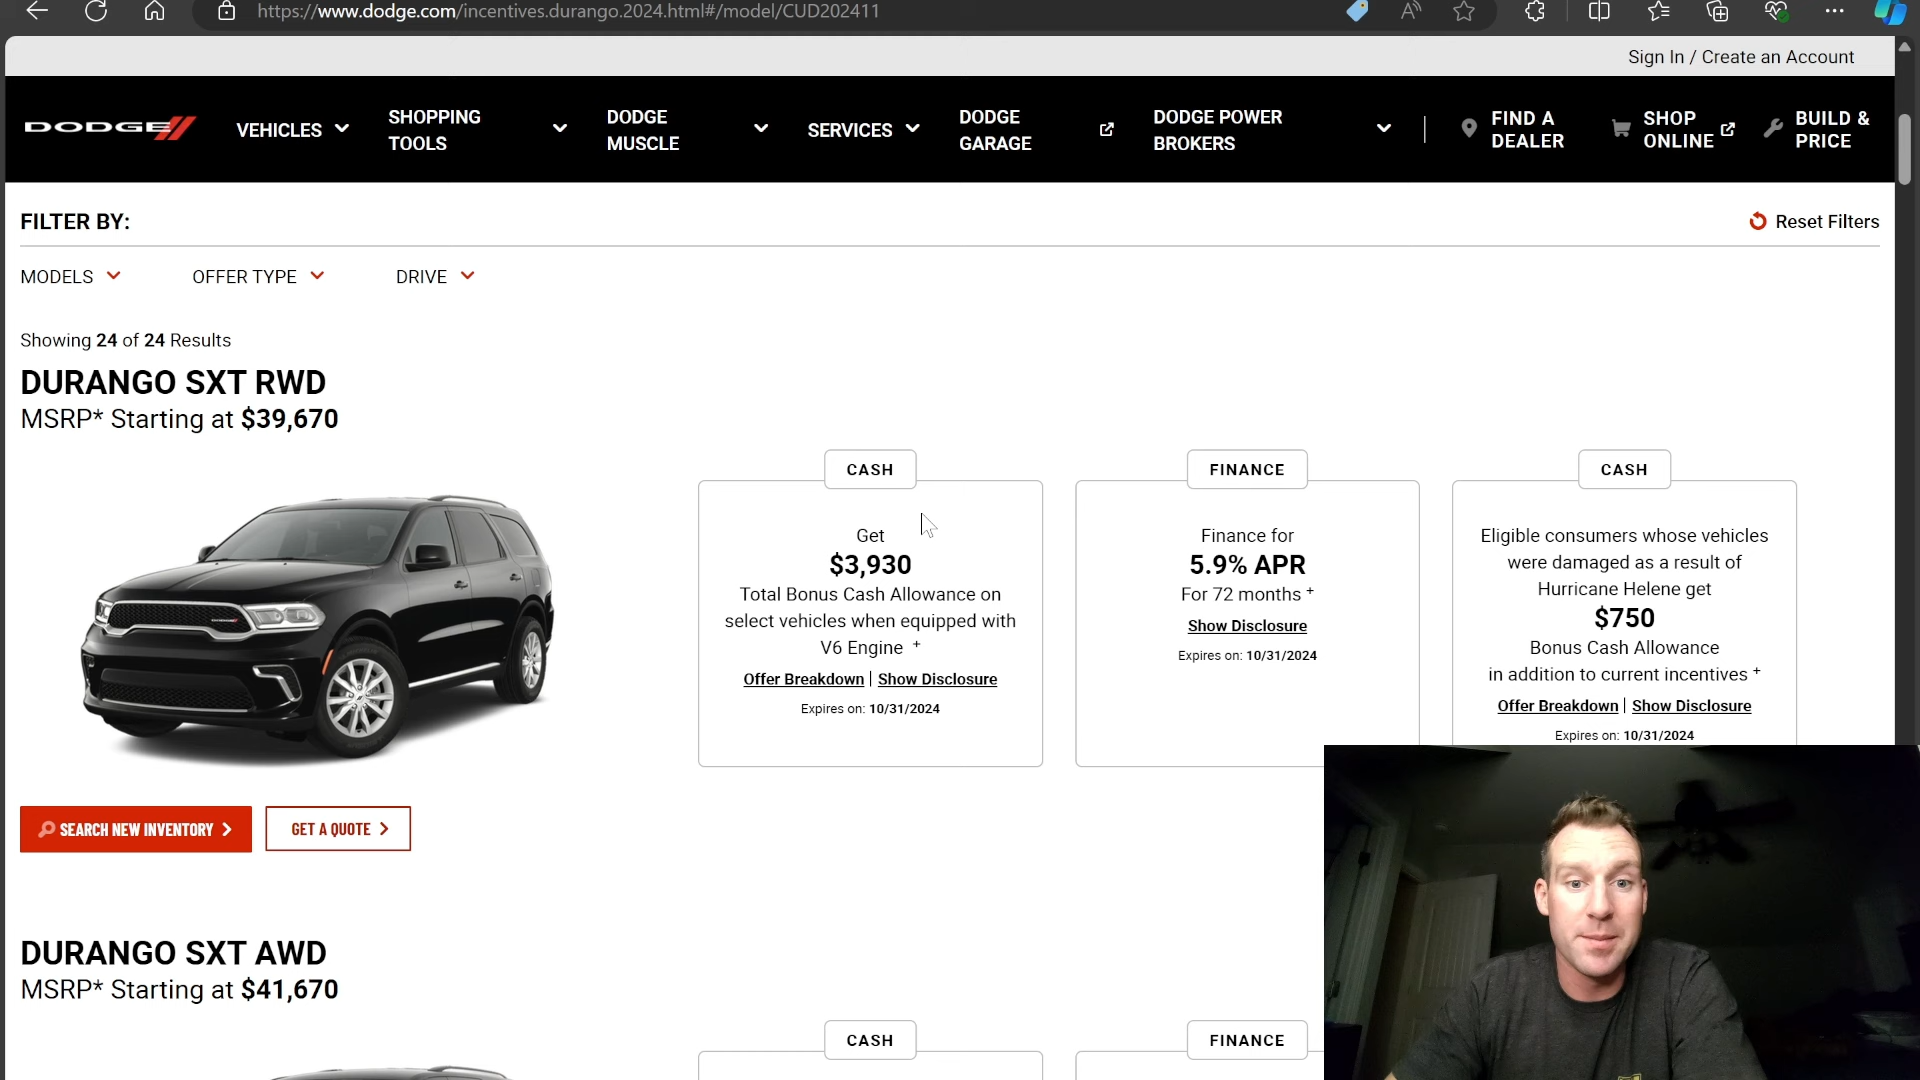 https://www.dodge.com/incentives.durango.2024.html#/model/CUD202411
Sign In / Create an Account
DODGE
VEHICLES
SHOPPING
TOOLS
DODGE
MUSCLE
SERVICES
DODGE
GARAGE
DODGE POWER
BROKERS
FIND A
DEALER
SHOP
ONLINE
BUILD &
PRICE
FILTER BY:
Reset Filters
MODELS
OFFER TYPE
DRIVE
Showing 24 of 24 Results
DURANGO SXT RWD
MSRP* Starting at $39,670
CASH
Get
$3,930
Total Bonus Cash Allowance on
select vehicles when equipped with
V6 Engine +
Offer Breakdown | Show Disclosure
Expires on: 10/31/2024
FINANCE
Finance for
5.9% APR
For 72 months +
Show Disclosure
Expires on: 10/31/2024
CASH
Eligible consumers whose vehicles
were damaged as a result of
Hurricane Helene get
$750
Bonus Cash Allowance
in addition to current incentives +
Offer Breakdown | Show Disclosure
Expires on: 10/31/2024
SEARCH NEW INVENTORY
GET A QUOTE
DURANGO SXT AWD
MSRP* Starting at $41,670
CASH
FINANCE